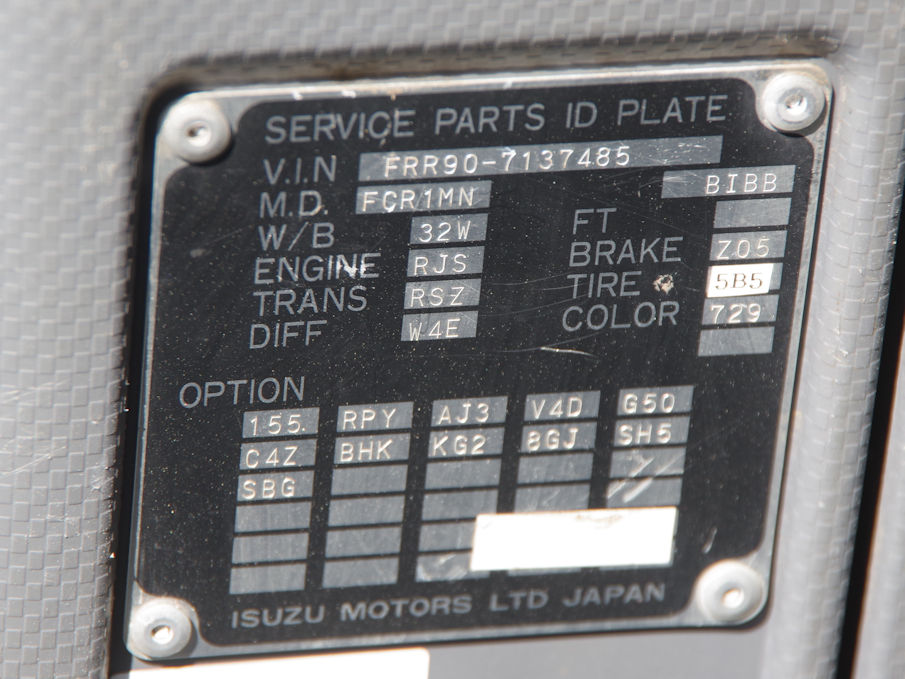 SERVICE PARTS ID PLATE
V.I.N FRR90-7137485
M.D. FCR1MN BIBB
W/B 32W FT
ENGINE RJS BRAKE Z05
TRANS RSZ TIRE 5B5
DIFF W4E COLOR 729
OPTION
155. RPY AJ3 V4D G50
C4Z BHK KG2 8GJ SH5
SBG
ISUZU MOTORS LTD JAPAN